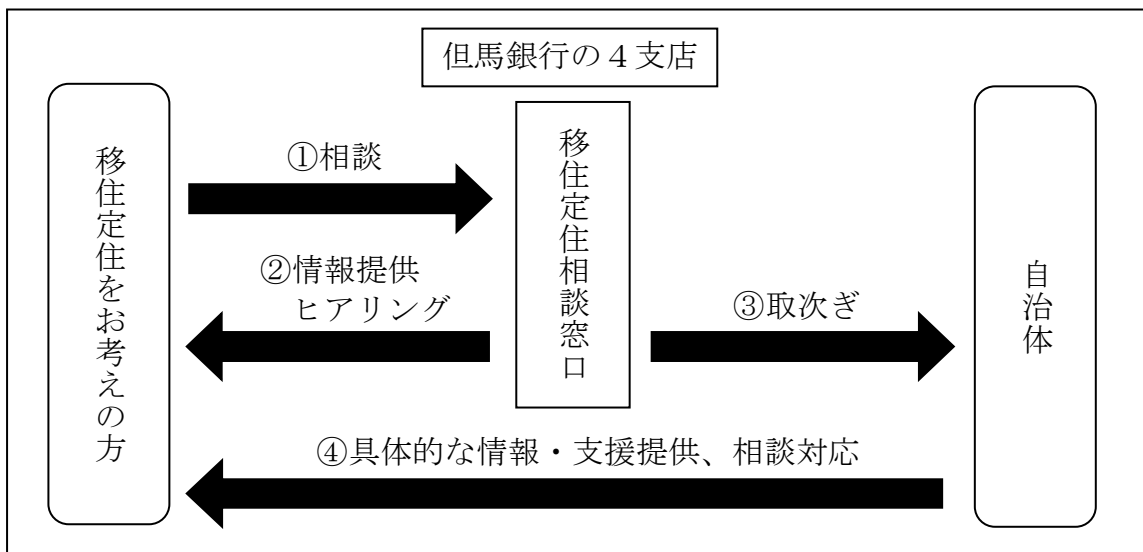 但馬銀行の４支店
移住定住をお考えの方
①相談
移住定住相談窓口
②情報提供
ヒアリング
③取次ぎ
自治体
④具体的な情報・支援提供、相談対応